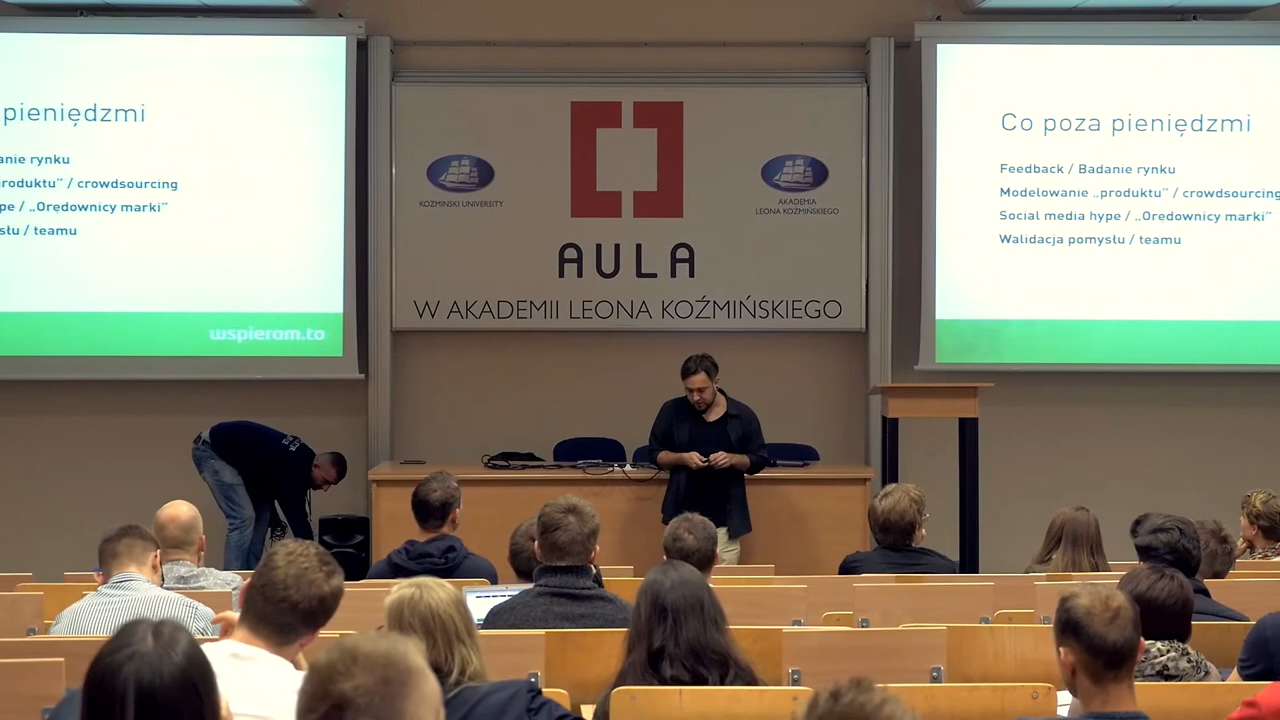 pieniędzmi
anie rynku
roduktu” / crowdsourcing
pe / „Orędownicy marki”
słu / teamu
wspieram.to
KOZMINSKI UNIVERSITY
AKADEMIA
LEONA KOŹMIŃSKIEGO
AULA
W AKADEMII LEONA KOŹMIŃSKIEGO
Co poza pieniędzmi
Feedback / Badanie rynku
Modelowanie „produktu” / crowdsourcing
Social media hype / „Orędownicy marki”
Walidacja pomysłu / teamu